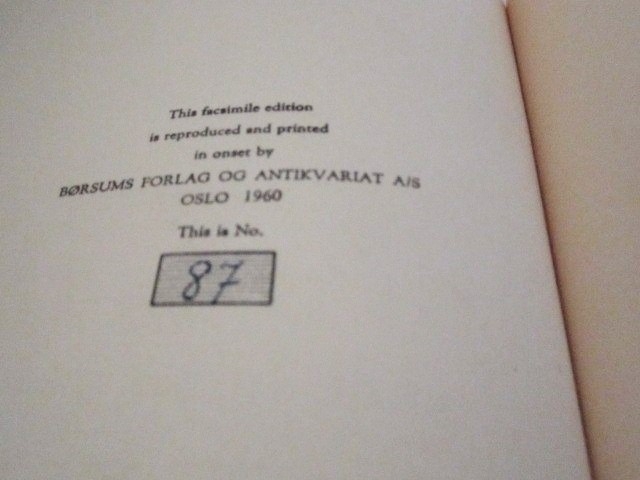 This facsimile edition
is reproduced and printed
in onset by
BØRSUMS FORLAG OG ANTIKVARIAT A/S
OSLO 1960
This is No.
87